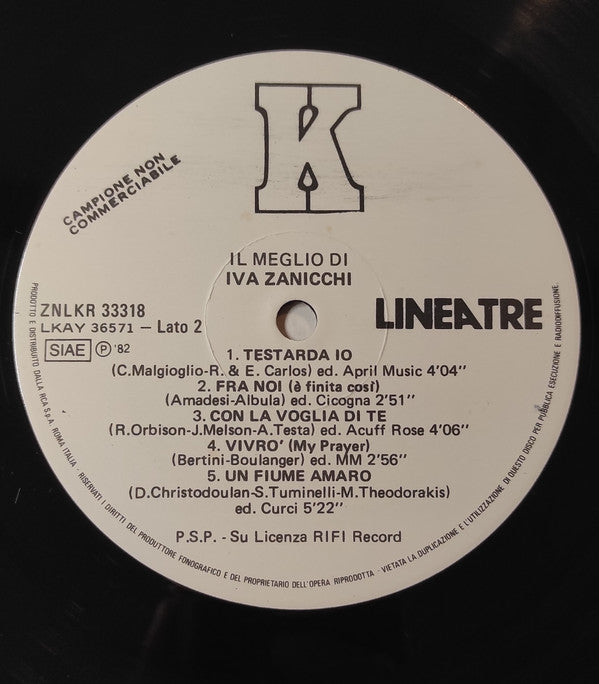 K
CAMPIONE NON
COMMERCIABILE
IL MEGLIO DI
IVA ZANICCHI
ZNLKR 33318
LKAY 36571 – Lato 2
SIAE Ⓟ '82
LINEATRE
1. TESTARDA IO
(C.Malgioglio-R. & E. Carlos) ed. April Music 4'04"
2. FRA NOI (è finita così)
(Amadesi-Albula) ed. Cicogna 2'51"
3. CON LA VOGLIA DI TE
(R.Orbison-J.Melson-A.Testa) ed. Acuff Rose 4'06"
4. VIVRO' (My Prayer)
(Bertini-Boulanger) ed. MM 2'56"
5. UN FIUME AMARO
(D.Christodoulan-S.Tuminelli-M.Theodorakis)
ed. Curci 5'22"
P.S.P. - Su Licenza RIFI Record
PRODOTTO E DISTRIBUITO DALLA RCA S.p.A. ROMA ITALIA - RISERVATI I DIRITTI DEL PRODUTTORE FONOGRAFICO E DEL PROPRIETARIO DELL'OPERA RIPRODOTTA - VIETATA LA DUPLICAZIONE E L'UTILIZZAZIONE DI QUESTO DISCO PER PUBBLICA ESECUZIONE E RADIODIFFUSIONE.